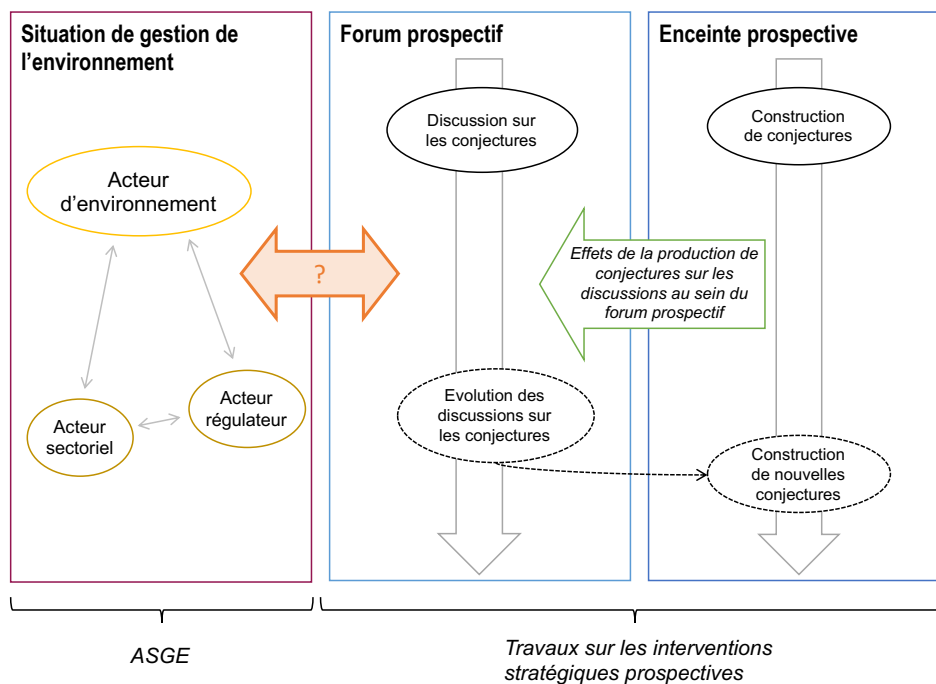 Situation de gestion de
l'environnement
Acteur
d'environnement
Acteur
sectoriel
Acteur
régulateur
?
Forum prospectif
Discussion sur
les conjectures
Evolution des
discussions sur
les conjectures
Enceinte prospective
Construction
de conjectures
Effets de la production de
conjectures sur les
discussions au sein du
forum prospectif
Construction
de nouvelles
conjectures
ASGE
Travaux sur les interventions
stratégiques prospectives